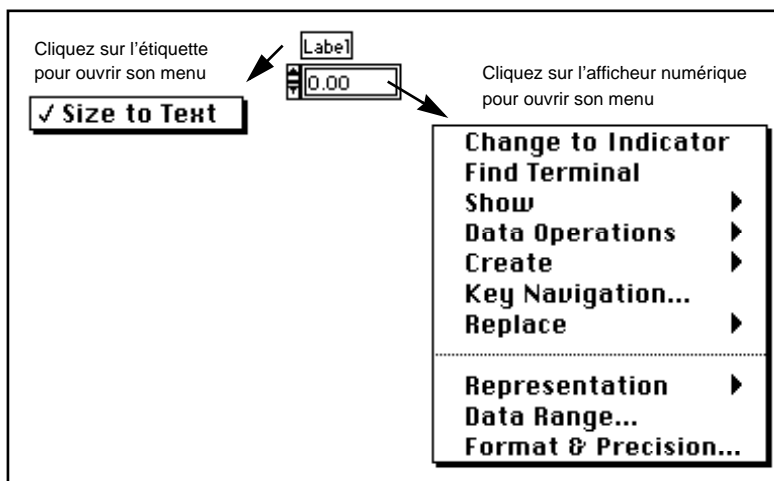 Cliquez sur l’étiquette
pour ouvrir son menu
✓ Size to Text
Label
0.00
Cliquez sur l’afficheur numérique
pour ouvrir son menu
Change to Indicator
Find Terminal
Show
Data Operations
Create
Key Navigation...
Replace
Representation
Data Range...
Format & Precision...